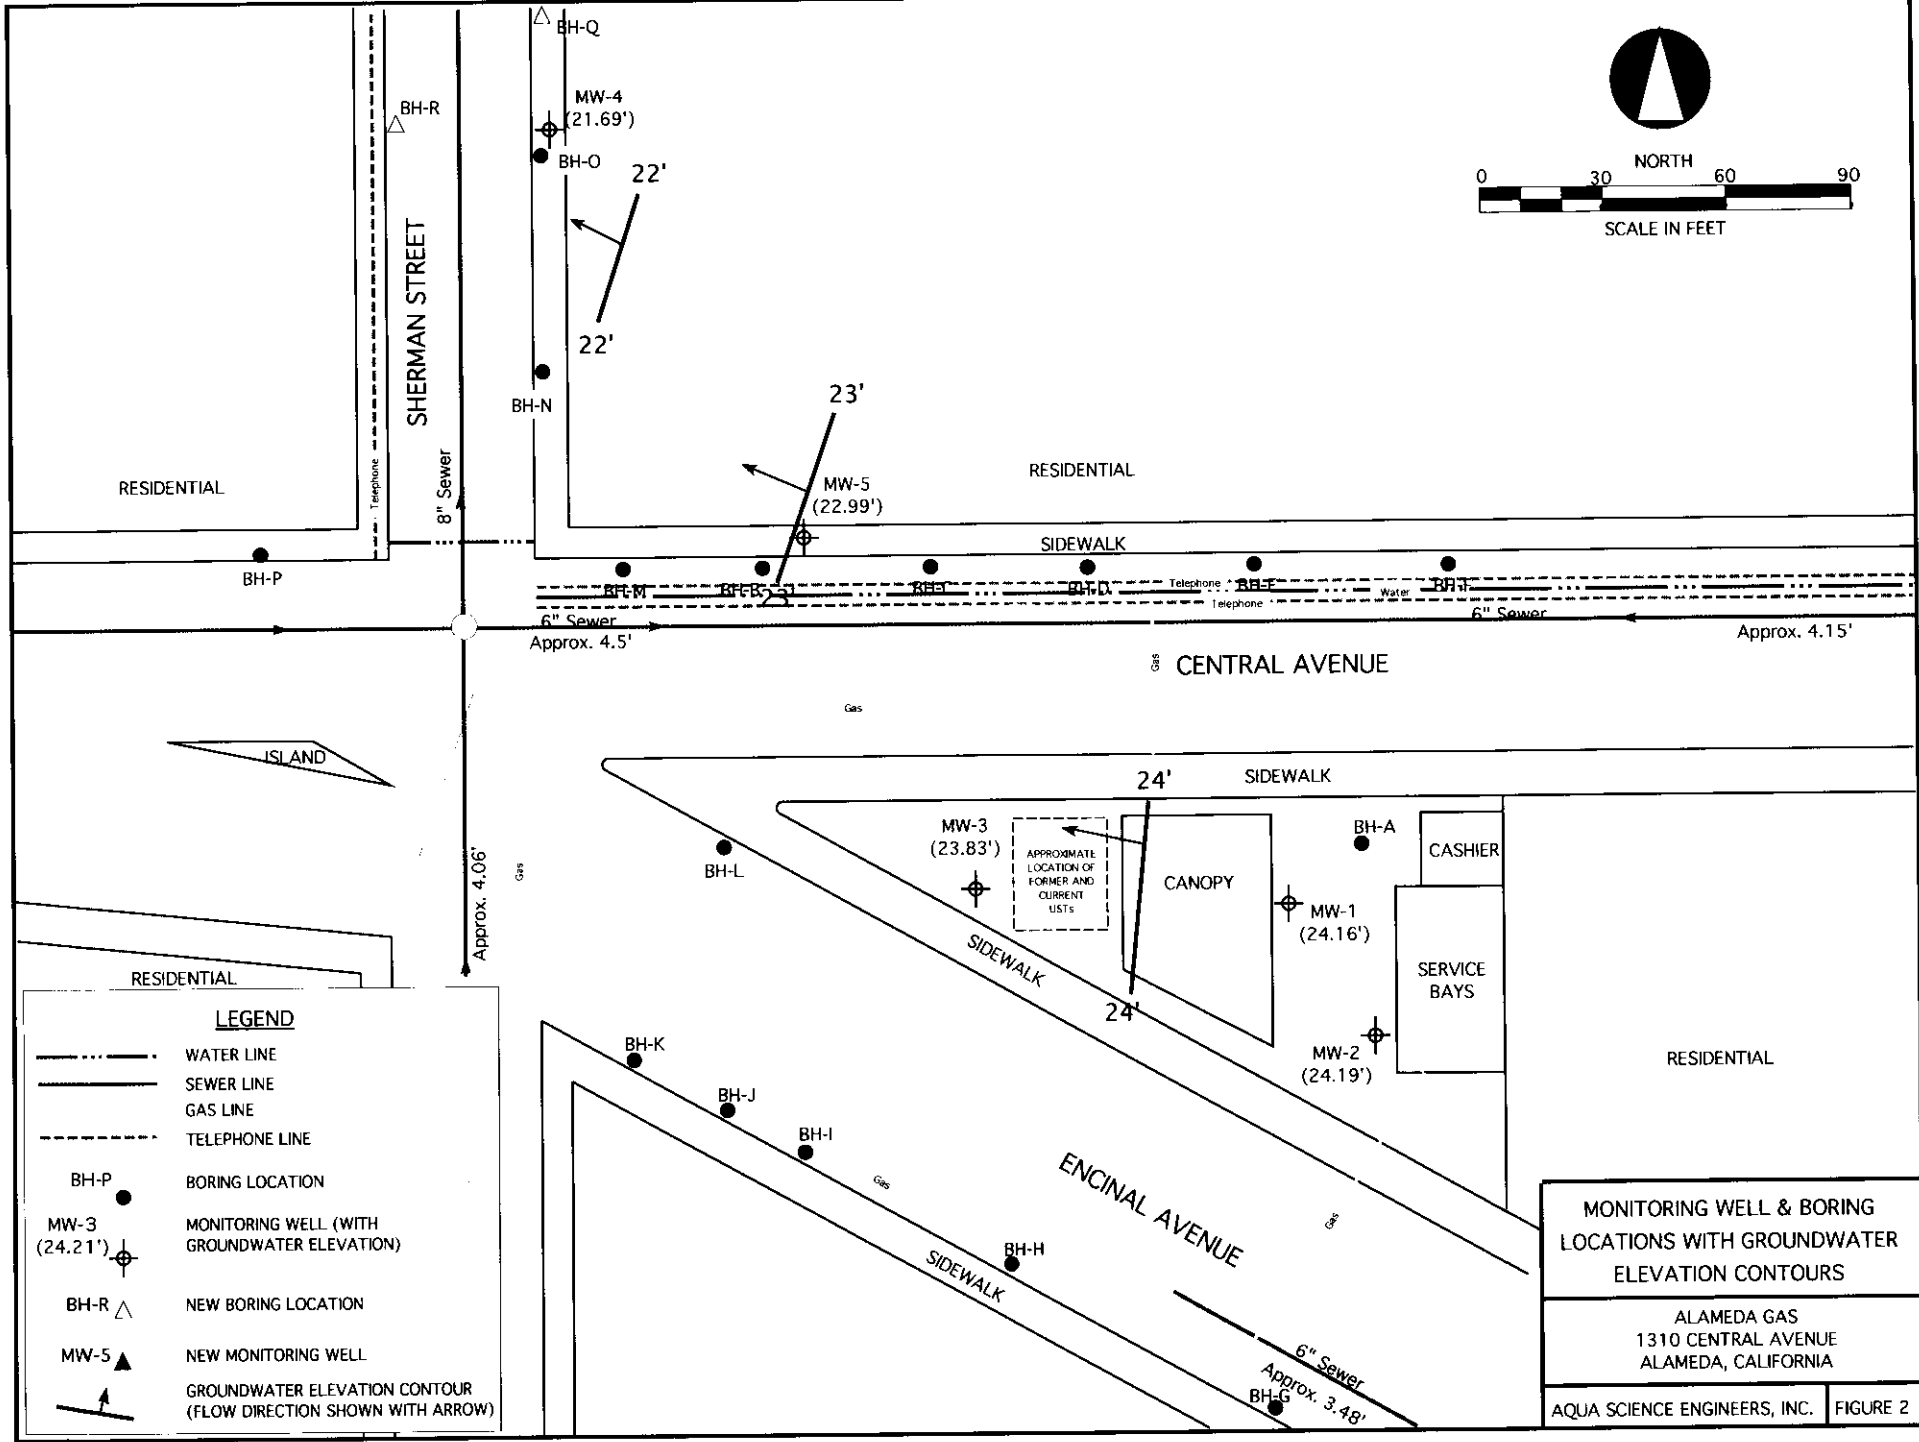 BH-Q
MW-4
(21.69')
BH-R
BH-O
22'
22'
NORTH
0 30 60 90
SCALE IN FEET
SHERMAN STREET
BH-N
23'
8" Sewer
Telephone
RESIDENTIAL
MW-5
(22.99')
RESIDENTIAL
SIDEWALK
BH-P
BH-M
BH-B
23'
BH-C
BH-D
Telephone
BH-E
Water
BH-F
Telephone
6" Sewer
Approx. 4.5'
6" Sewer
Approx. 4.15'
Gas
CENTRAL AVENUE
Gas
ISLAND
24'
SIDEWALK
MW-3
(23.83')
APPROXIMATE
LOCATION OF
FORMER AND
CURRENT
USTs
CANOPY
BH-A
CASHIER
BH-L
Gas
Approx. 4.06'
MW-1
(24.16')
SIDEWALK
SERVICE
BAYS
24'
MW-2
(24.19')
RESIDENTIAL
RESIDENTIAL
BH-K
BH-J
BH-I
Gas
ENCINAL AVENUE
Gas
BH-H
SIDEWALK
6" Sewer
Approx. 3.48'
BH-G
LEGEND
WATER LINE
SEWER LINE
GAS LINE
TELEPHONE LINE
BH-P
BORING LOCATION
MW-3
(24.21')
MONITORING WELL (WITH
GROUNDWATER ELEVATION)
BH-R
NEW BORING LOCATION
MW-5
NEW MONITORING WELL
GROUNDWATER ELEVATION CONTOUR
(FLOW DIRECTION SHOWN WITH ARROW)
MONITORING WELL & BORING
LOCATIONS WITH GROUNDWATER
ELEVATION CONTOURS
ALAMEDA GAS
1310 CENTRAL AVENUE
ALAMEDA, CALIFORNIA
AQUA SCIENCE ENGINEERS, INC.
FIGURE 2